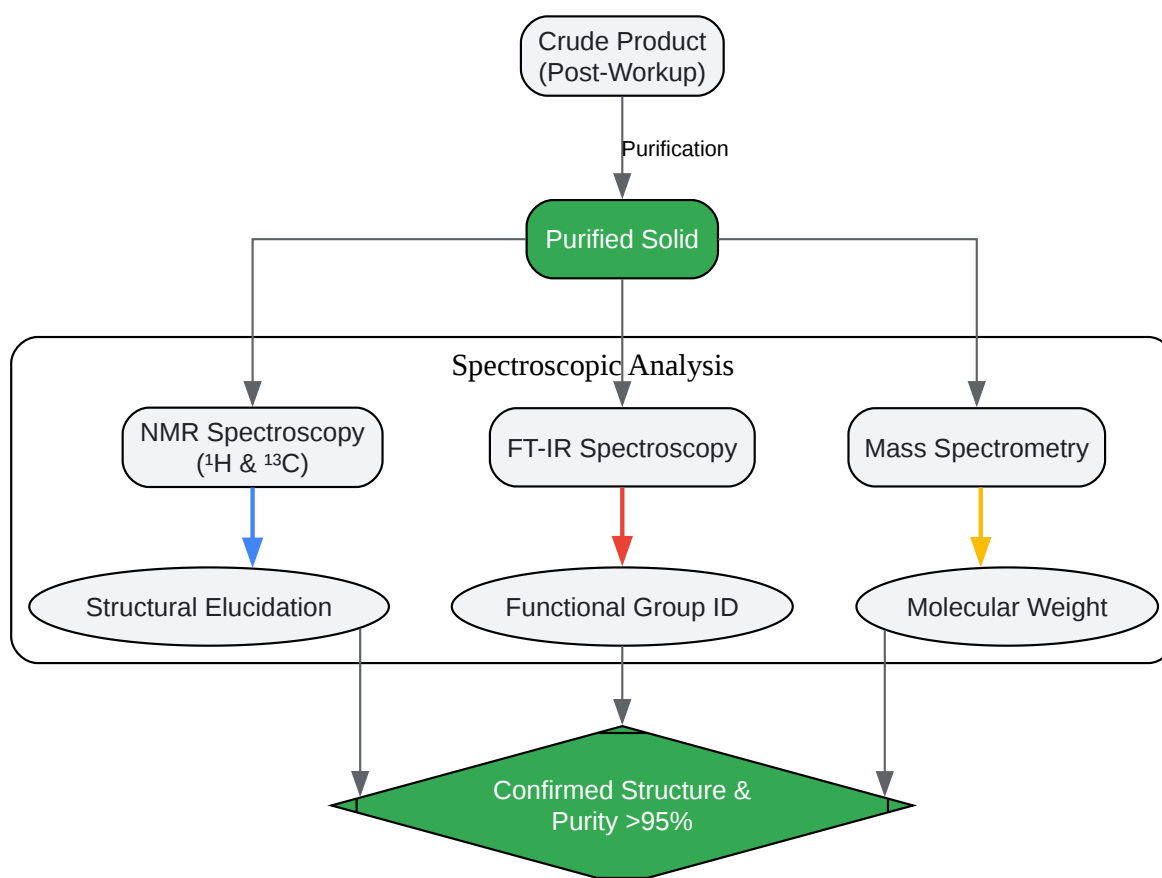 Crude Product
(Post-Workup)
Purification
Purified Solid
Spectroscopic Analysis
NMR Spectroscopy
(¹H & ¹³C)
FT-IR Spectroscopy
Mass Spectrometry
Structural Elucidation
Functional Group ID
Molecular Weight
Confirmed Structure &
Purity >95%